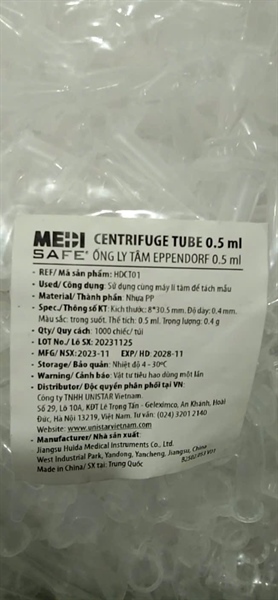 MEDI SAFE® CENTRIFUGE TUBE 0.5 ml
ỐNG LY TÂM EPPENDORF 0.5 ml
- REF/ Mã sản phẩm: HDCT01
- Used/ Công dụng: Sử dụng cùng máy li tâm để tách mẫu
- Material/ Thành phần: Nhựa PP
- Spec./Thông số KT: Kích thước: 8*30.5 mm. Độ dày: 0.4 mm.
Màu sắc: trong suốt. Thể tích: 0.5 ml. Trọng lượng: 0.4 g
- Qty/ Quy cách: 1000 chiếc/ túi
LOT No./ Lô SX: 20231125
- MFG/ NSX: 2023-11 EXP/ HD: 2028-11
- Storage/ Bảo quản: Nhiệt độ 4 - 30°C
- Warning/ Cảnh báo: Vật tư tiêu hao dùng một lần
- Distributor/ Độc quyền phân phối tại VN:
Công ty TNHH UNISTAR Vietnam.
Số 29, Lô 10A, KĐT Lê Trọng Tấn - Geleximco, An Khánh, Hoài
Đức, Hà Nội 13219, Việt Nam. Tư vấn: (024) 3201 2140
Website: www.unistarvietnam.com
- Manufacturer/ Nhà sản xuất:
Jiangsu Huida Medical Instruments Co., Ltd.
West Industrial Park, Yandong, Yancheng, Jiangsu, China
Made in China/ SX tại: Trung Quốc